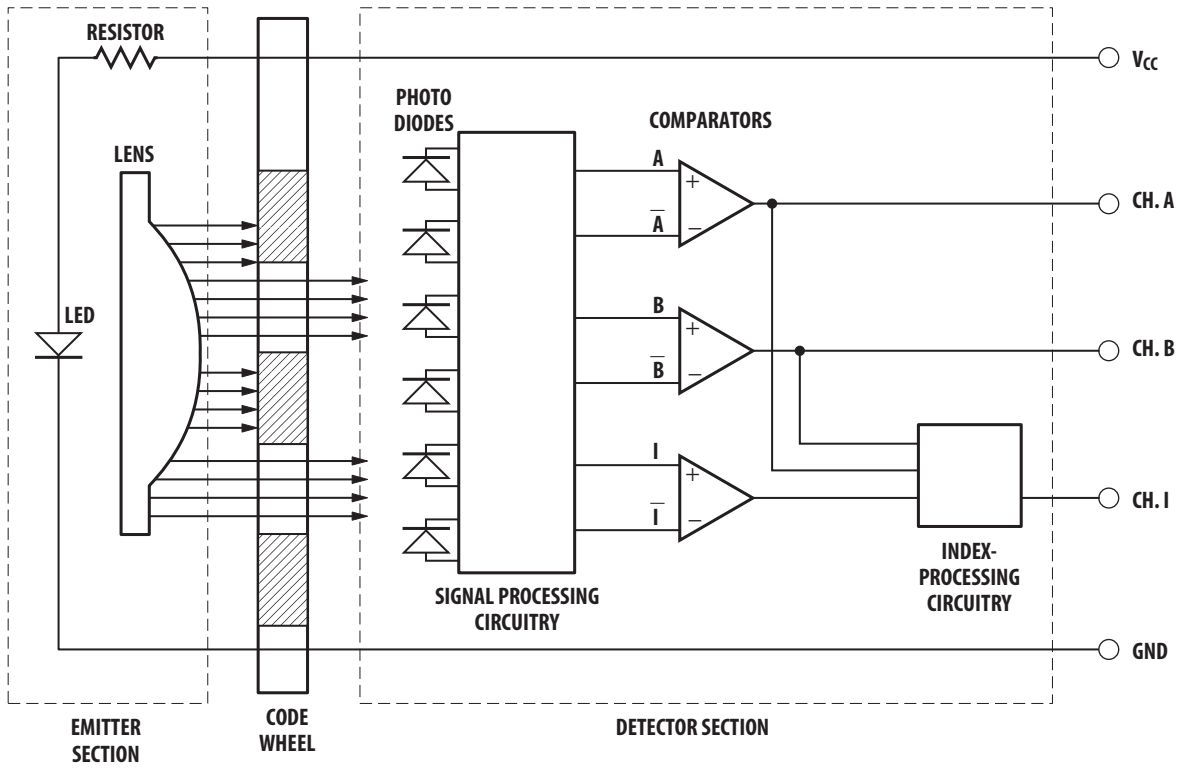 RESISTOR
VCC
PHOTO
DIODES
COMPARATORS
LENS
A
+
CH. A
A̅
−
LED
B
+
CH. B
B̅
−
I
+
CH. I
I̅
−
INDEX-
PROCESSING
CIRCUITRY
SIGNAL PROCESSING
CIRCUITRY
GND
EMITTER
SECTION
CODE
WHEEL
DETECTOR SECTION